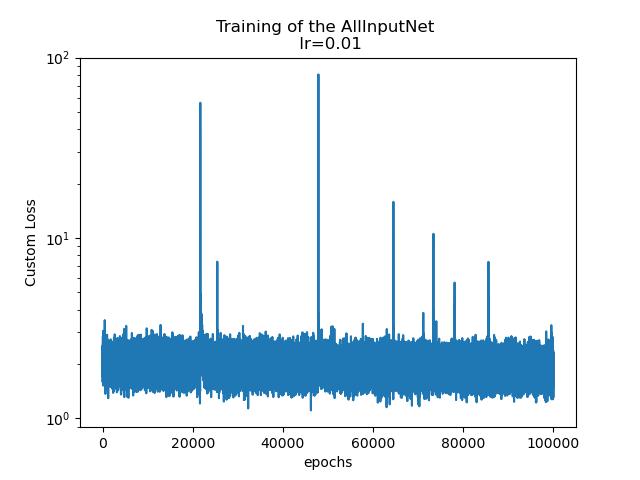 Training of the AllInputNet
lr=0.01
10²
10¹
10⁰
Custom Loss
0 20000 40000 60000 80000 100000
epochs